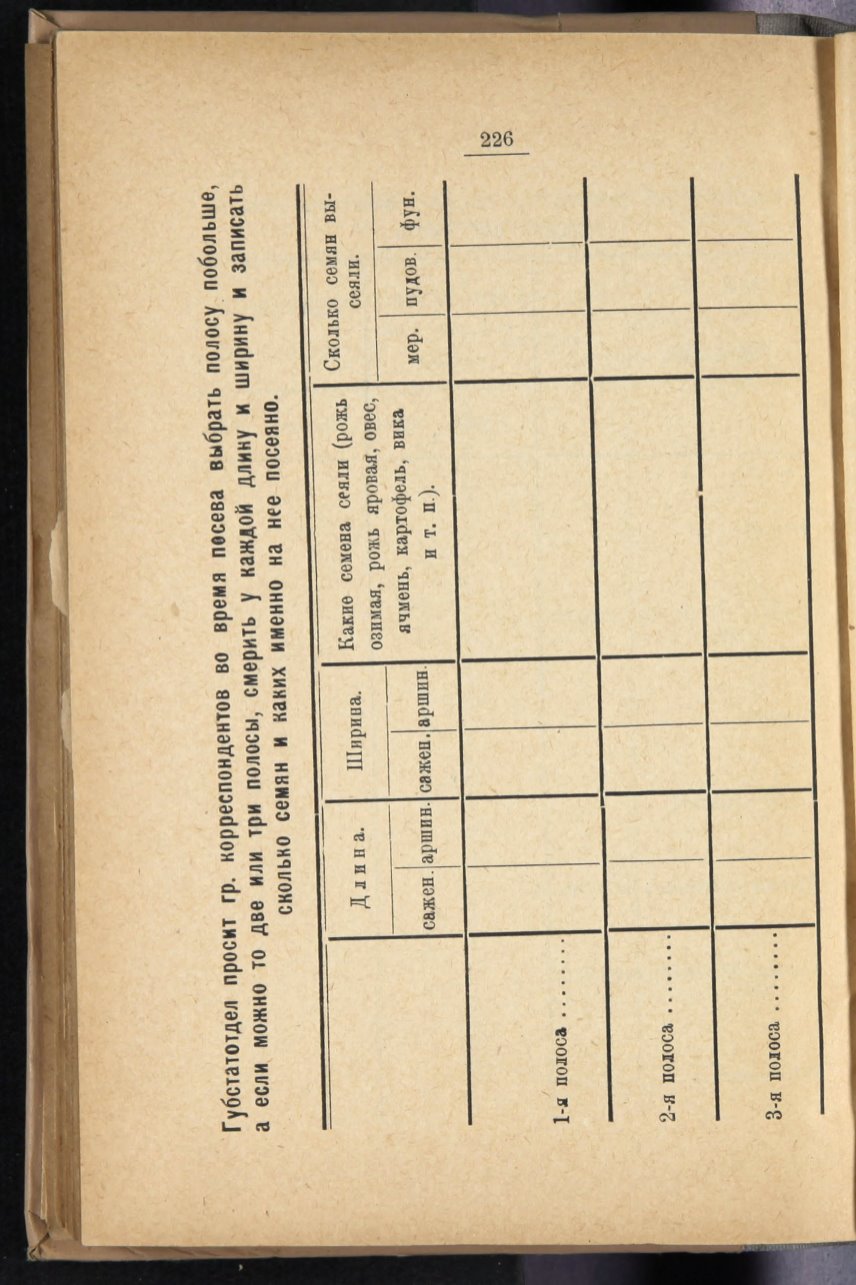 226
Губстатотдел просит гр. корреспондентов во время посева выбрать полосу побольше,
а если можно то две или три полосы, смерить у каждой длину и ширину и записать
сколько семян и каких именно на нее посеяно.
Длина.
сажен. аршин.
Ширина.
сажен. аршин.
Какие семена сеяли (рожь
озимая, рожь яровая, овес,
ячмень, картофель, вика
и т. п.).
Сколько семян вы-
сеяли.
мер. пудов. фун.
1-я полоса ........
2-я полоса .........
3-я полоса .........